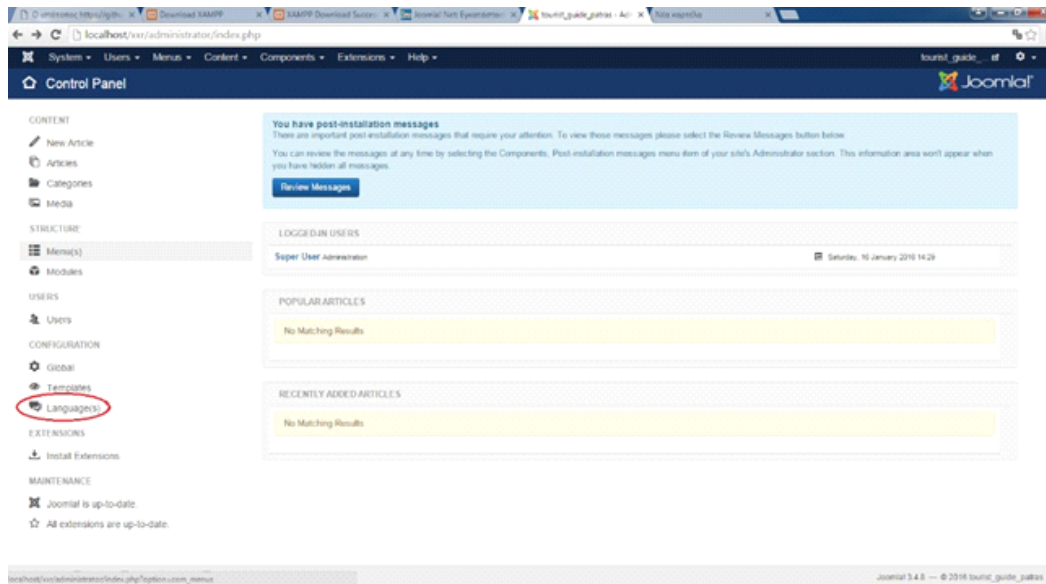 Download XAMPP
XAMPP Download Success
tourist_guide_patras - Adr
Νέα καρτέλα
localhost/xxr/administrator/index.php
System Users Menus Content Components Extensions Help
Control Panel
Joomla!
CONTENT
New Article
Articles
Categories
Media
STRUCTURE
Menu(s)
Modules
USERS
Users
CONFIGURATION
Global
Templates
Language(s)
EXTENSIONS
Install Extensions
MAINTENANCE
Joomla! is up-to-date.
All extensions are up-to-date.
You have post-installation messages
There are important post-installation messages that require your attention. To view those messages please select the Review Messages button below.
You can review the messages at any time by selecting the Components, Post-installation messages menu item of your site's Administrator section. This information area won't appear when
you have hidden all messages.
Review Messages
LOGGED-IN USERS
Super User Administration
Saturday, 16 January 2016 14:29
POPULAR ARTICLES
No Matching Results
RECENTLY ADDED ARTICLES
No Matching Results
localhost/xxr/administrator/index.php?option=com_menus
Joomla! 3.4.8 — © 2016 tourist_guide_patras